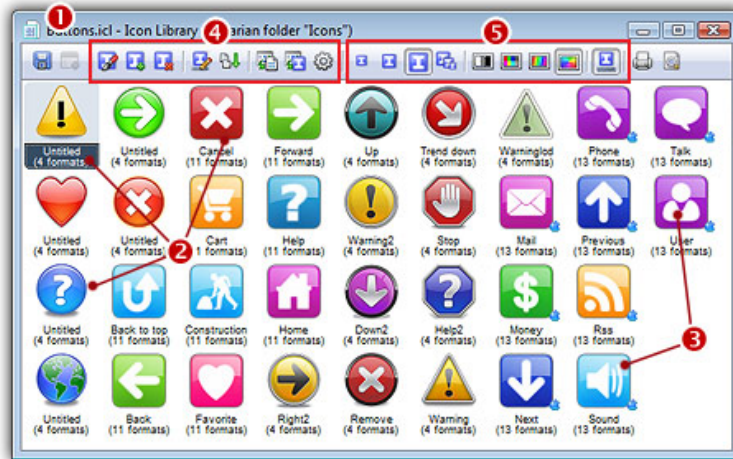 1
4
5
Buttons.icl - Icon Library arian folder "Icons")
Untitled Untitled Cancel Forward Up Trend down Warninglod Phone Talk
(4 formats) (4 formats) (11 formats) (11 formats) (4 formats) (4 formats) (4 formats) (13 formats) (13 formats)
Untitled Untitled Cart Help Warning2 Stop Mail Previous User
(4 formats) (4 formats) 1 formats) (11 formats) (4 formats) (4 formats) (13 formats) (13 formats) (13 formats)
2
Untitled Back to top Construction Home Down2 Help2 Money Rss
(4 formats) (11 formats) (11 formats) (11 formats) (4 formats) (4 formats) (13 formats) (13 formats)
3
Untitled Back Favorite Right2 Remove Warning Next Sound
(4 formats) (11 formats) (11 formats) (4 formats) (4 formats) (4 formats) (13 formats) (13 formats)